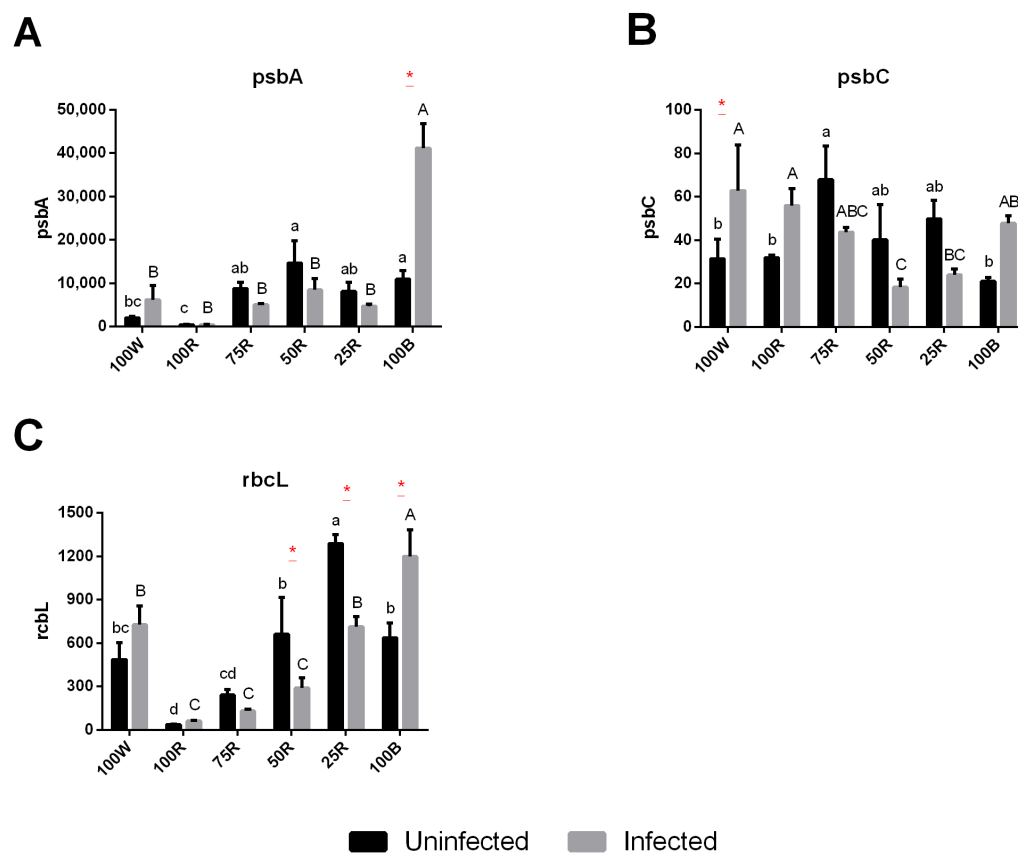 A
psbA
*
psbA
50,000
40,000
30,000
20,000
10,000
0
bc
B
c
B
ab
B
a
B
ab
B
a
A
100W
100R
75R
50R
25R
100B
B
psbC
*
psbC
100
80
60
40
20
0
b
A
b
A
a
ABC
ab
C
ab
BC
b
AB
100W
100R
75R
50R
25R
100B
C
rbcL
*
*
*
rcbL
1500
1200
900
600
300
0
bc
B
d
C
cd
C
b
C
a
B
b
A
100W
100R
75R
50R
25R
100B
Uninfected
Infected